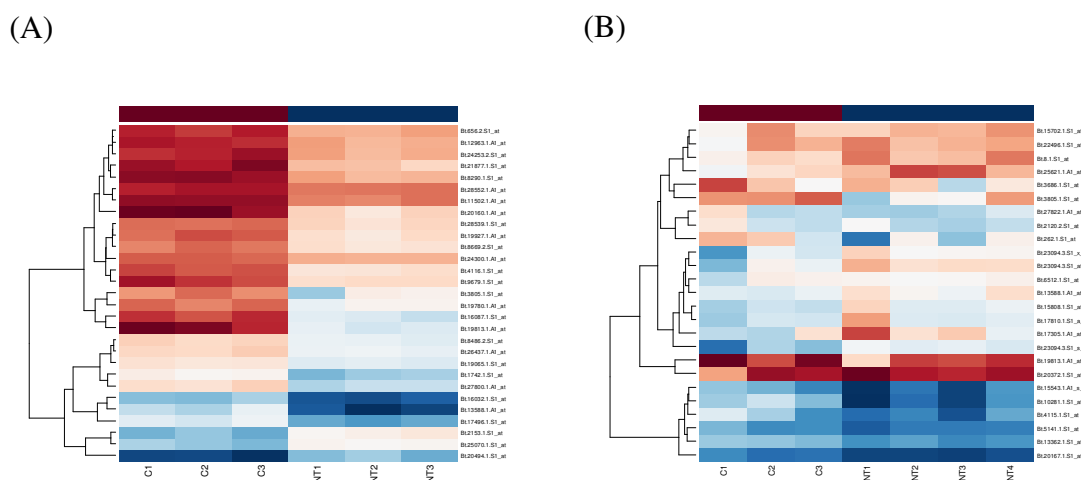 (A)
(B)
Bt.656.2.S1_at
Bt.12963.1.A1_at
Bt.24253.2.S1_at
Bt.21877.1.S1_at
Bt.8290.1.S1_at
Bt.28552.1.A1_at
Bt.11502.1.A1_at
Bt.20160.1.A1_at
Bt.28539.1.S1_at
Bt.19927.1.A1_at
Bt.8669.2.S1_at
Bt.24300.1.A1_at
Bt.4116.1.S1_at
Bt.9679.1.S1_at
Bt.3805.1.S1_at
Bt.19780.1.A1_at
Bt.16087.1.S1_at
Bt.19813.1.A1_at
Bt.8486.2.S1_at
Bt.26437.1.A1_at
Bt.19065.1.S1_at
Bt.1742.1.S1_at
Bt.27800.1.A1_at
Bt.16032.1.S1_at
Bt.13588.1.A1_at
Bt.17496.1.S1_at
Bt.2153.1.S1_at
Bt.25070.1.S1_at
Bt.20494.1.S1_at
C1 C2 C3 NT1 NT2 NT3
Bt.15702.1.S1_at
Bt.22496.1.S1_at
Bt.8.1.S1_at
Bt.25621.1.A1_at
Bt.3686.1.S1_at
Bt.3805.1.S1_at
Bt.27822.1.A1_at
Bt.2120.2.S1_at
Bt.262.1.S1_at
Bt.23094.3.S1_x_
Bt.23094.3.S1_at
Bt.6512.1.S1_at
Bt.13588.1.A1_at
Bt.15808.1.S1_at
Bt.17810.1.S1_a_
Bt.17305.1.A1_at
Bt.23094.3.S1_s_
Bt.19813.1.A1_at
Bt.20372.1.S1_at
Bt.15543.1.A1_x_
Bt.10281.1.S1_at
Bt.4115.1.S1_at
Bt.5141.1.S1_at
Bt.13362.1.S1_at
Bt.20167.1.S1_at
C1 C2 C3 NT1 NT2 NT3 NT4